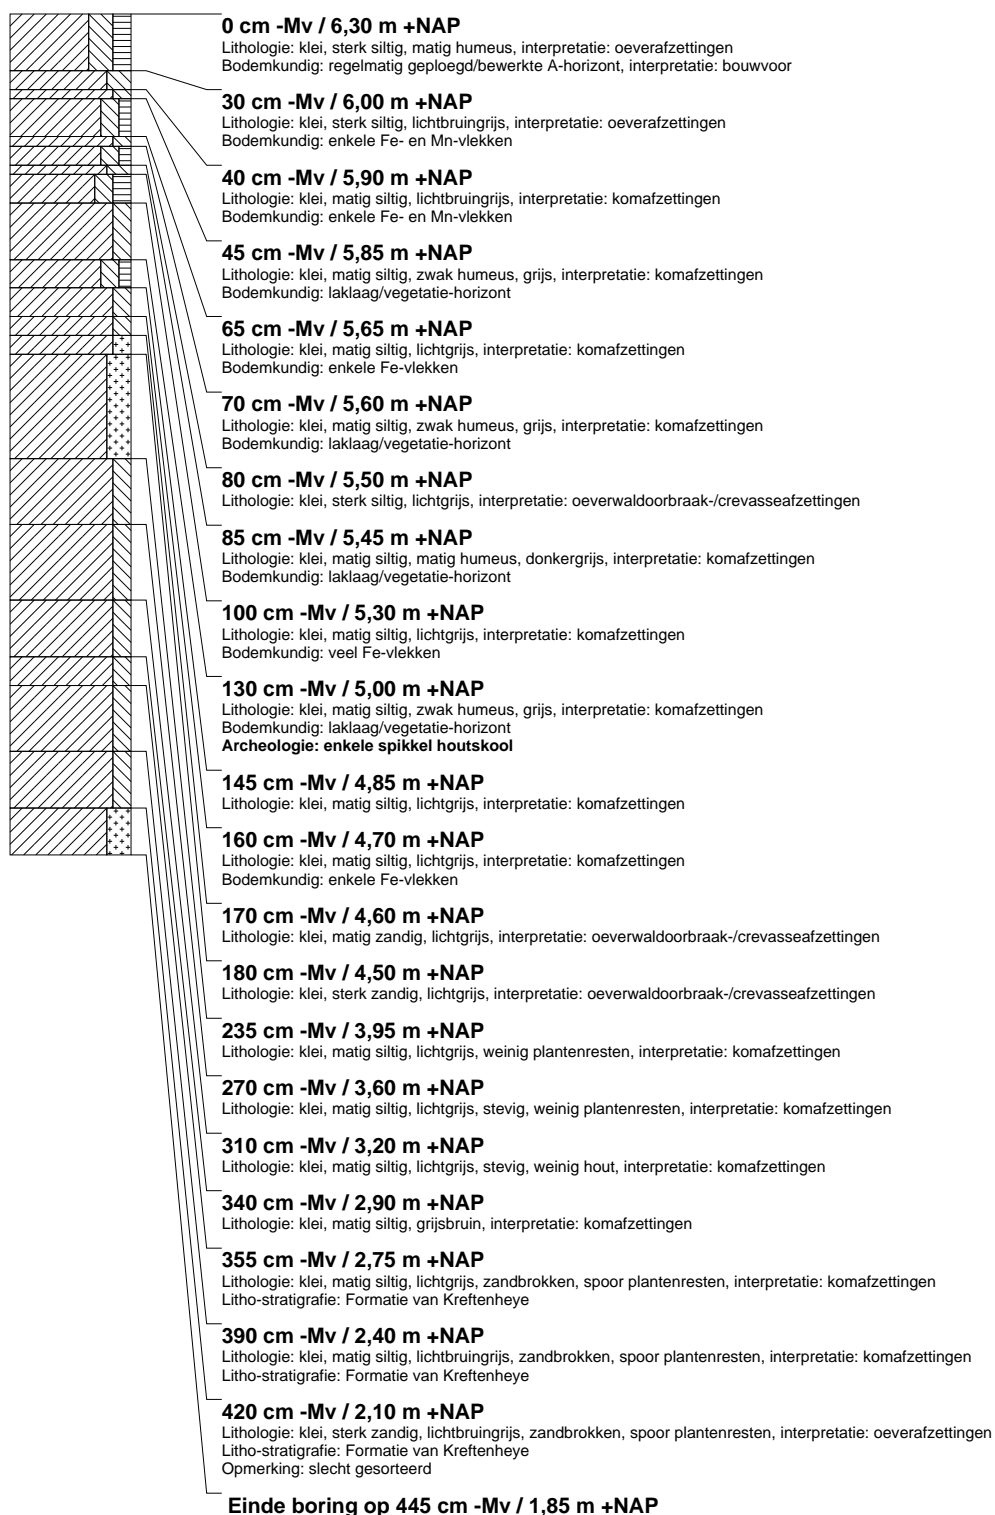 0 cm -Mv / 6,30 m +NAP
Lithologie: klei, sterk siltig, matig humeus, interpretatie: oeverafzettingen
Bodemkundig: regelmatig geploegd/bewerkte A-horizont, interpretatie: bouwvoor
30 cm -Mv / 6,00 m +NAP
Lithologie: klei, sterk siltig, lichtbruingrijs, interpretatie: oeverafzettingen
Bodemkundig: enkele Fe- en Mn-vlekken
40 cm -Mv / 5,90 m +NAP
Lithologie: klei, matig siltig, lichtbruingrijs, interpretatie: komafzettingen
Bodemkundig: enkele Fe- en Mn-vlekken
45 cm -Mv / 5,85 m +NAP
Lithologie: klei, matig siltig, zwak humeus, grijs, interpretatie: komafzettingen
Bodemkundig: laklaag/vegetatie-horizont
65 cm -Mv / 5,65 m +NAP
Lithologie: klei, matig siltig, lichtgrijs, interpretatie: komafzettingen
Bodemkundig: enkele Fe-vlekken
70 cm -Mv / 5,60 m +NAP
Lithologie: klei, matig siltig, zwak humeus, grijs, interpretatie: komafzettingen
Bodemkundig: laklaag/vegetatie-horizont
80 cm -Mv / 5,50 m +NAP
Lithologie: klei, sterk siltig, lichtgrijs, interpretatie: oeverwaldoorbraak-/crevasseafzettingen
85 cm -Mv / 5,45 m +NAP
Lithologie: klei, matig siltig, matig humeus, donkergrijs, interpretatie: komafzettingen
Bodemkundig: laklaag/vegetatie-horizont
100 cm -Mv / 5,30 m +NAP
Lithologie: klei, matig siltig, lichtgrijs, interpretatie: komafzettingen
Bodemkundig: veel Fe-vlekken
130 cm -Mv / 5,00 m +NAP
Lithologie: klei, matig siltig, zwak humeus, grijs, interpretatie: komafzettingen
Bodemkundig: laklaag/vegetatie-horizont
Archeologie: enkele spikkel houtskool
145 cm -Mv / 4,85 m +NAP
Lithologie: klei, matig siltig, lichtgrijs, interpretatie: komafzettingen
160 cm -Mv / 4,70 m +NAP
Lithologie: klei, matig siltig, lichtgrijs, interpretatie: komafzettingen
Bodemkundig: enkele Fe-vlekken
170 cm -Mv / 4,60 m +NAP
Lithologie: klei, matig zandig, lichtgrijs, interpretatie: oeverwaldoorbraak-/crevasseafzettingen
180 cm -Mv / 4,50 m +NAP
Lithologie: klei, sterk zandig, lichtgrijs, interpretatie: oeverwaldoorbraak-/crevasseafzettingen
235 cm -Mv / 3,95 m +NAP
Lithologie: klei, matig siltig, lichtgrijs, weinig plantenresten, interpretatie: komafzettingen
270 cm -Mv / 3,60 m +NAP
Lithologie: klei, matig siltig, lichtgrijs, stevig, weinig plantenresten, interpretatie: komafzettingen
310 cm -Mv / 3,20 m +NAP
Lithologie: klei, matig siltig, lichtgrijs, stevig, weinig hout, interpretatie: komafzettingen
340 cm -Mv / 2,90 m +NAP
Lithologie: klei, matig siltig, grijsbruin, interpretatie: komafzettingen
355 cm -Mv / 2,75 m +NAP
Lithologie: klei, matig siltig, lichtgrijs, zandbrokken, spoor plantenresten, interpretatie: komafzettingen
Litho-stratigrafie: Formatie van Kreftenheye
390 cm -Mv / 2,40 m +NAP
Lithologie: klei, matig siltig, lichtbruingrijs, zandbrokken, spoor plantenresten, interpretatie: komafzettingen
Litho-stratigrafie: Formatie van Kreftenheye
420 cm -Mv / 2,10 m +NAP
Lithologie: klei, sterk zandig, lichtbruingrijs, zandbrokken, spoor plantenresten, interpretatie: oeverafzettingen
Litho-stratigrafie: Formatie van Kreftenheye
Opmerking: slecht gesorteerd
Einde boring op 445 cm -Mv / 1,85 m +NAP